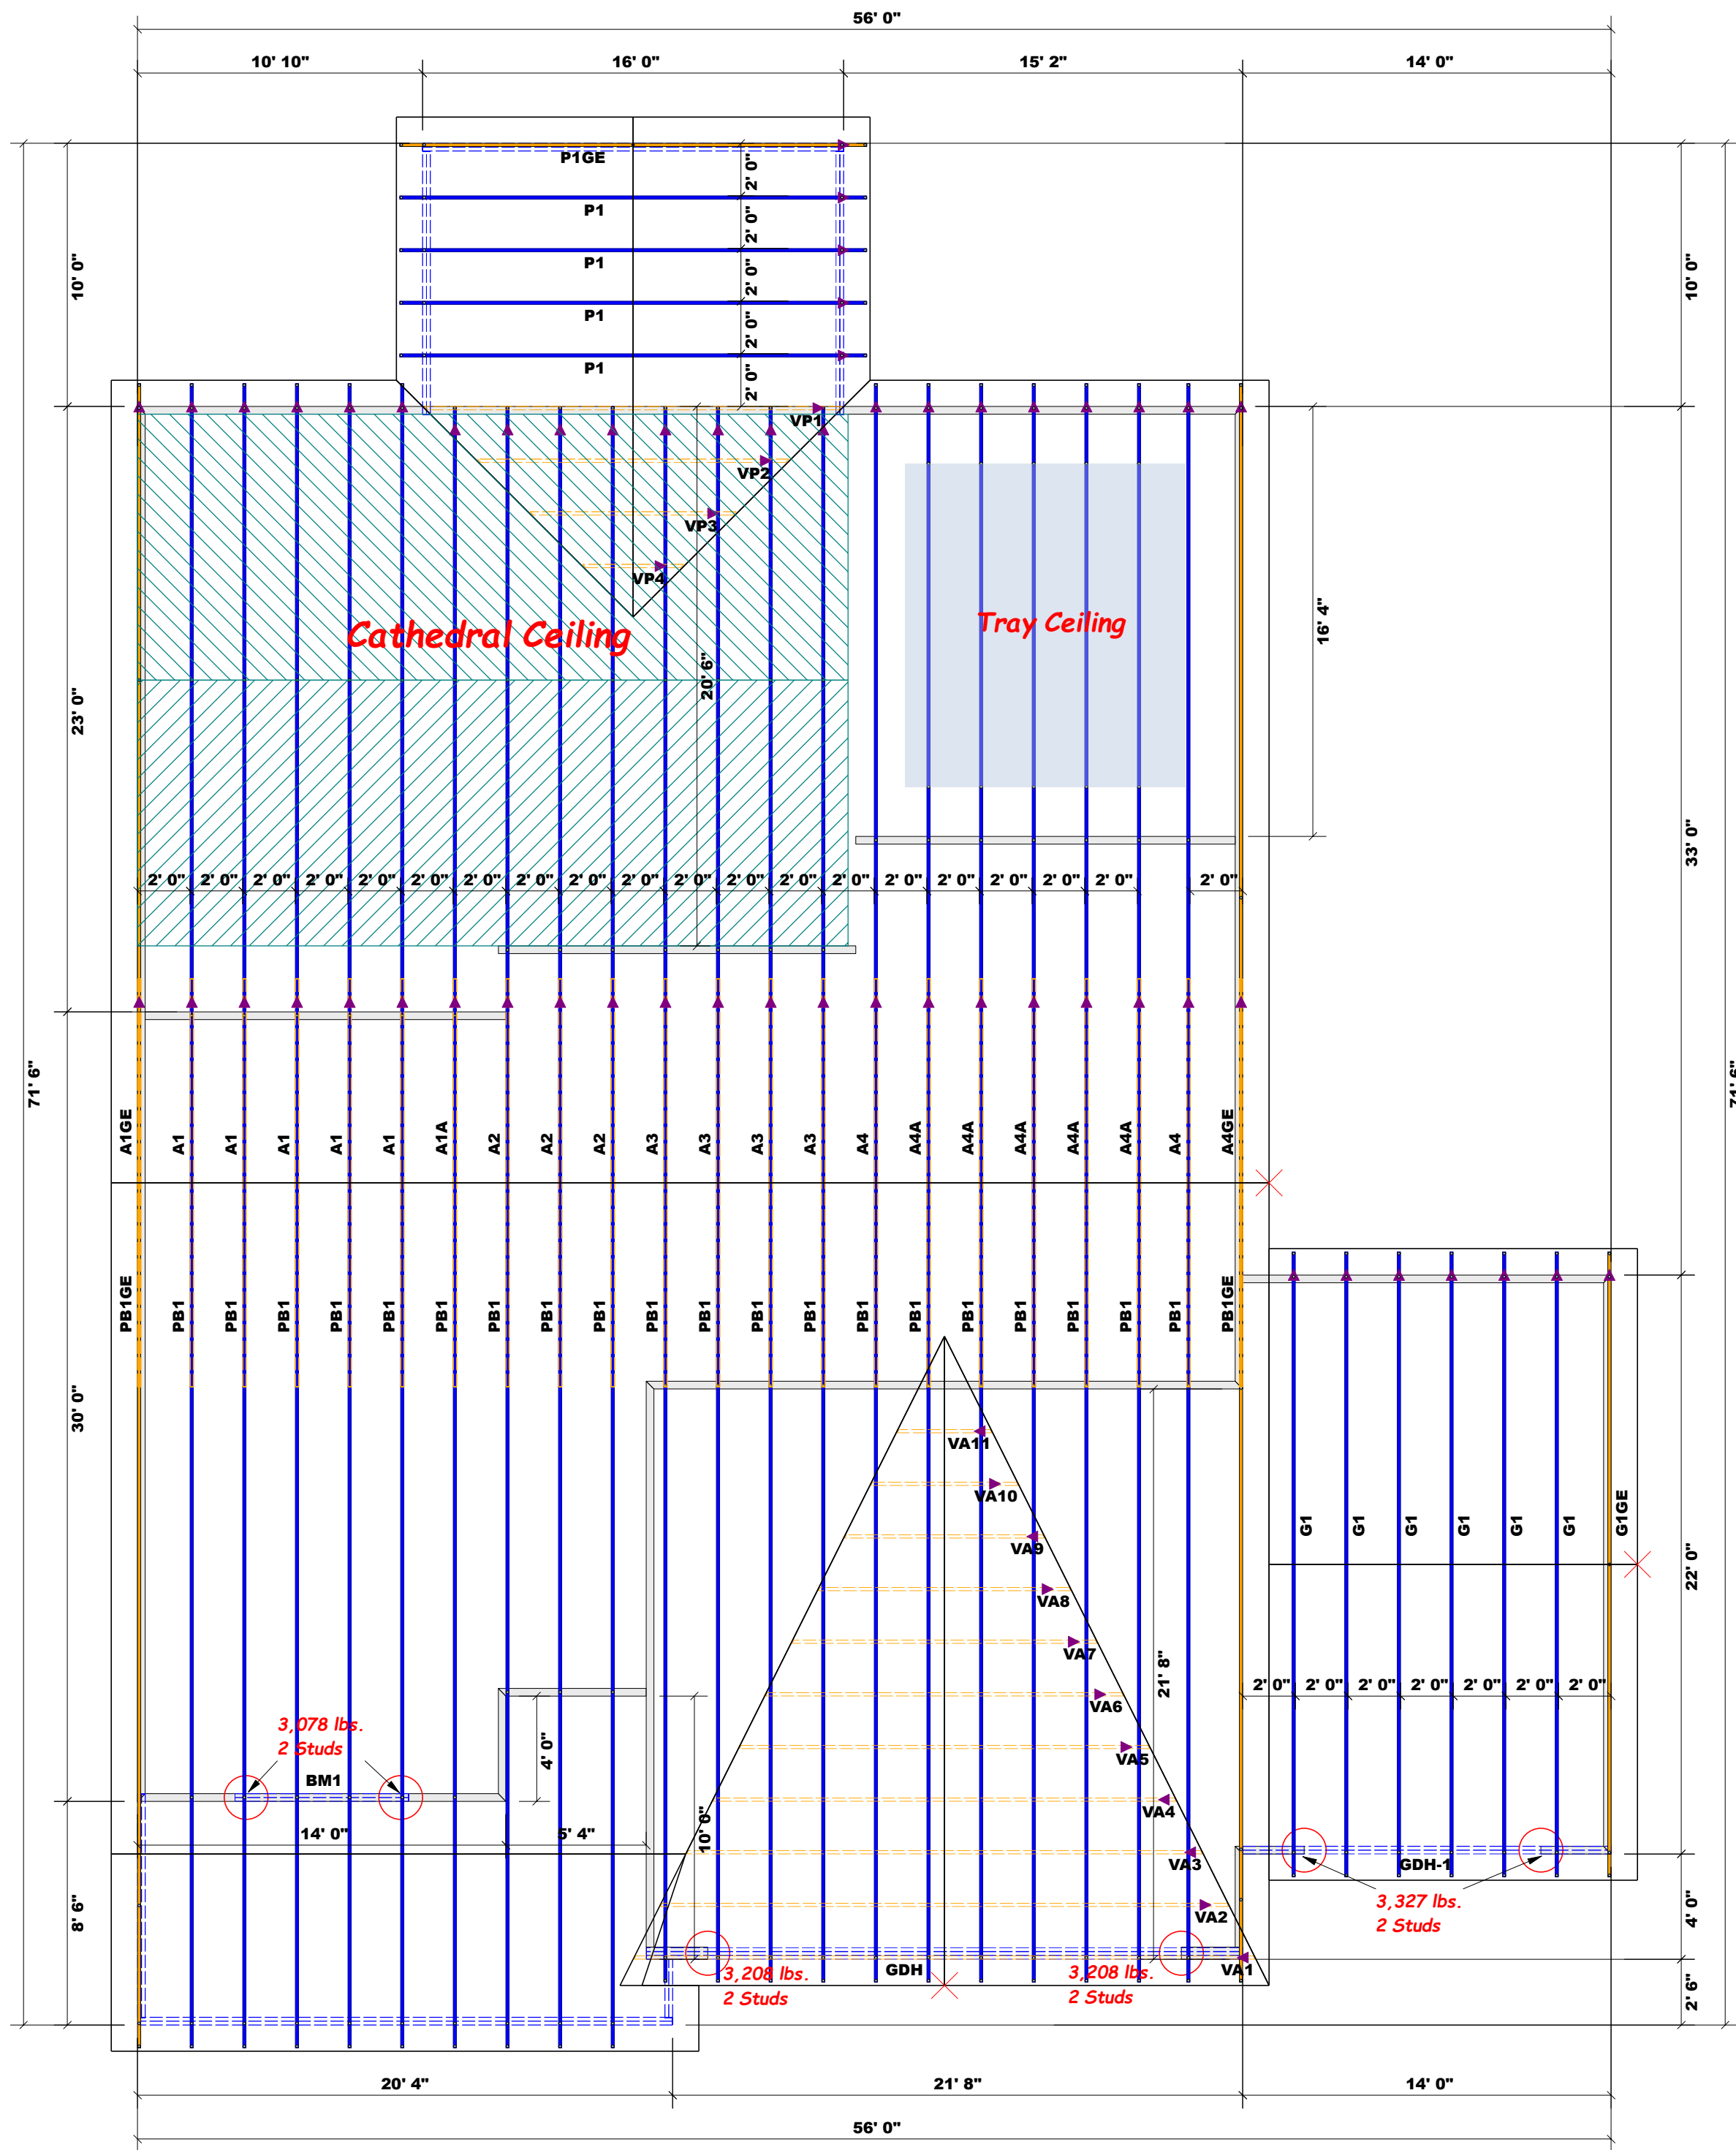 56' 0"
10' 10" 16' 0" 15' 2" 14' 0"
P1GE
2' 0"
P1
2' 0"
P1
2' 0"
P1
2' 0"
P1
2' 0"
10' 0"
10' 0"
VP1
VP2
VP3
VP4
Cathedral Ceiling
Tray Ceiling
16' 4"
20' 6"
23' 0"
33' 0"
2' 0" 2' 0" 2' 0" 2' 0" 2' 0" 2' 0" 2' 0" 2' 0" 2' 0" 2' 0" 2' 0" 2' 0" 2' 0" 2' 0" 2' 0" 2' 0" 2' 0" 2' 0" 2' 0" 2' 0"
71' 6"
71' 6"
A1GE A1 A1 A1 A1 A1 A1A A2 A2 A2 A3 A3 A3 A3 A4 A4A A4A A4A A4A A4A A4 A4GE
PB1GE PB1 PB1 PB1 PB1 PB1 PB1 PB1 PB1 PB1 PB1 PB1 PB1 PB1 PB1 PB1 PB1 PB1 PB1 PB1 PB1 PB1GE
30' 0"
VA11
VA10
VA9
VA8
VA7
VA6
VA5
VA4
VA3
VA2
VA1
G1 G1 G1 G1 G1 G1 G1GE
22' 0"
21' 8"
2' 0" 2' 0" 2' 0" 2' 0" 2' 0" 2' 0" 2' 0"
3,078 lbs.
2 Studs
BM1
4' 0"
14' 0" 5' 4"
10' 0"
GDH-1
3,327 lbs.
2 Studs
8' 6"
4' 0"
GDH
3,208 lbs.
2 Studs
3,208 lbs.
2 Studs
2' 6"
20' 4" 21' 8" 14' 0"
56' 0"